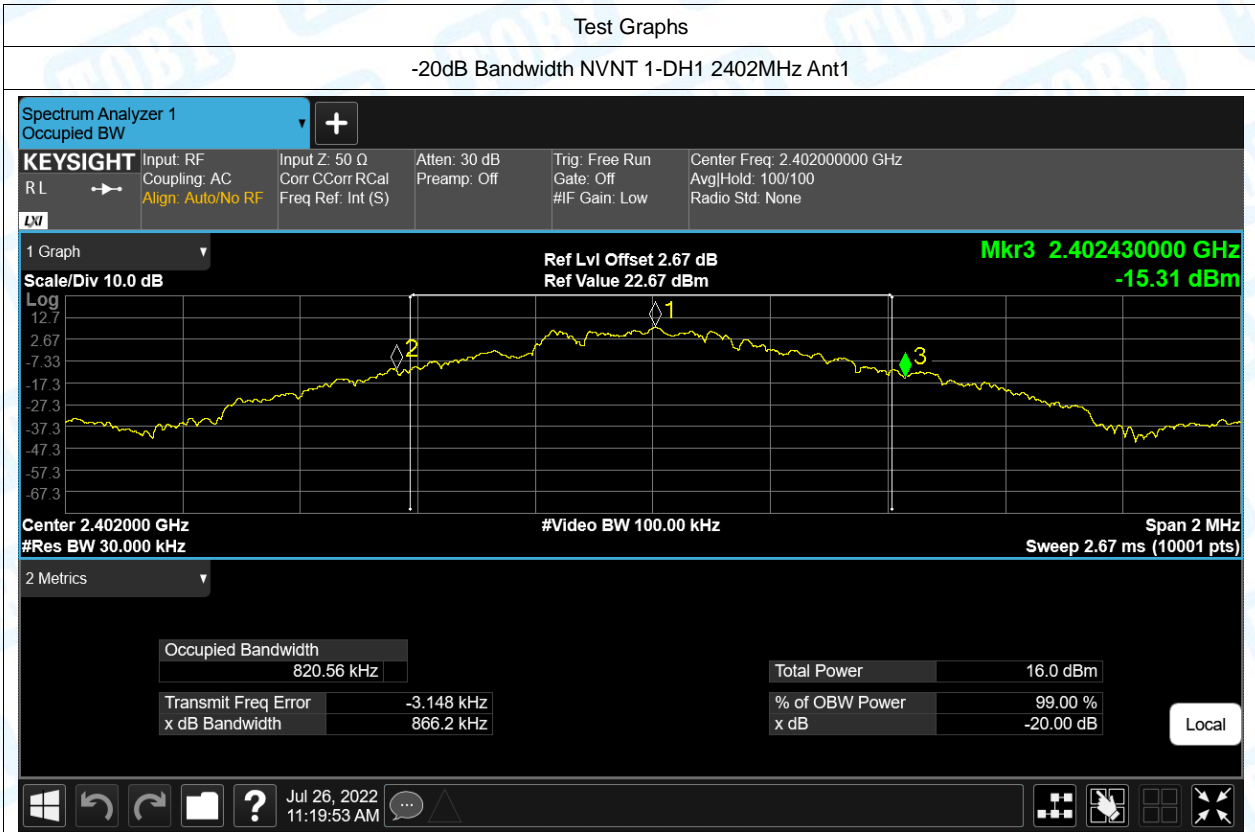 Test Graphs
-20dB Bandwidth NVNT 1-DH1 2402MHz Ant1
Spectrum Analyzer 1
Occupied BW
KEYSIGHT
R L
LXI
Input: RF
Coupling: AC
Align: Auto/No RF
Input Z: 50 Ω
Corr CCorr RCal
Freq Ref: Int (S)
Atten: 30 dB
Preamp: Off
Trig: Free Run
Gate: Off
#IF Gain: Low
Center Freq: 2.402000000 GHz
Avg|Hold: 100/100
Radio Std: None
1 Graph
Scale/Div 10.0 dB
Ref Lvl Offset 2.67 dB
Ref Value 22.67 dBm
Mkr3 2.402430000 GHz
-15.31 dBm
Log
12.7
2.67
-7.33
-17.3
-27.3
-37.3
-47.3
-57.3
-67.3
1
2
3
Center 2.402000 GHz
#Video BW 100.00 kHz
Span 2 MHz
#Res BW 30.000 kHz
Sweep 2.67 ms (10001 pts)
2 Metrics
Occupied Bandwidth
820.56 kHz
Total Power 16.0 dBm
Transmit Freq Error -3.148 kHz
% of OBW Power 99.00 %
x dB Bandwidth 866.2 kHz
x dB -20.00 dB
Local
?
Jul 26, 2022
11:19:53 AM
TOBY